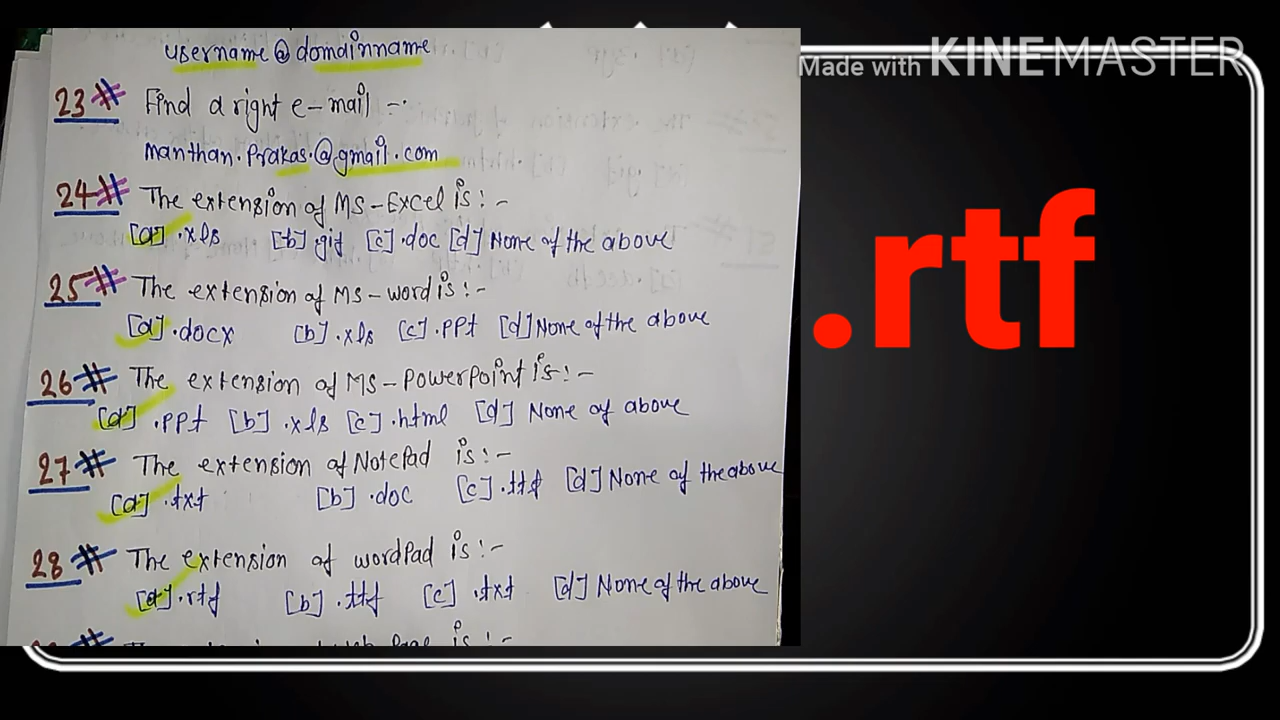 username@domainname
23# Find a right e-mail -:
manthan.Prakas.@gmail.com
24# The extension of MS-Excel is:-
[a] .xls [b] gif [c] .doc [d] None of the above
25# The extension of MS-word is:-
[a] .docx [b] .xls [c] .PPt [d] None of the above
26# The extension of MS-PowerPoint is:-
[a] .PPt [b] .xls [c] .html [d] None of above
27# The extension of NotePad is:-
[a] .txt [b] .doc [c] .ttf [d] None of the above
28# The extension of wordPad is:-
[a] .rtf [b] .ttf [c] .txt [d] None of the above
Made with KINEMASTER
.rtf